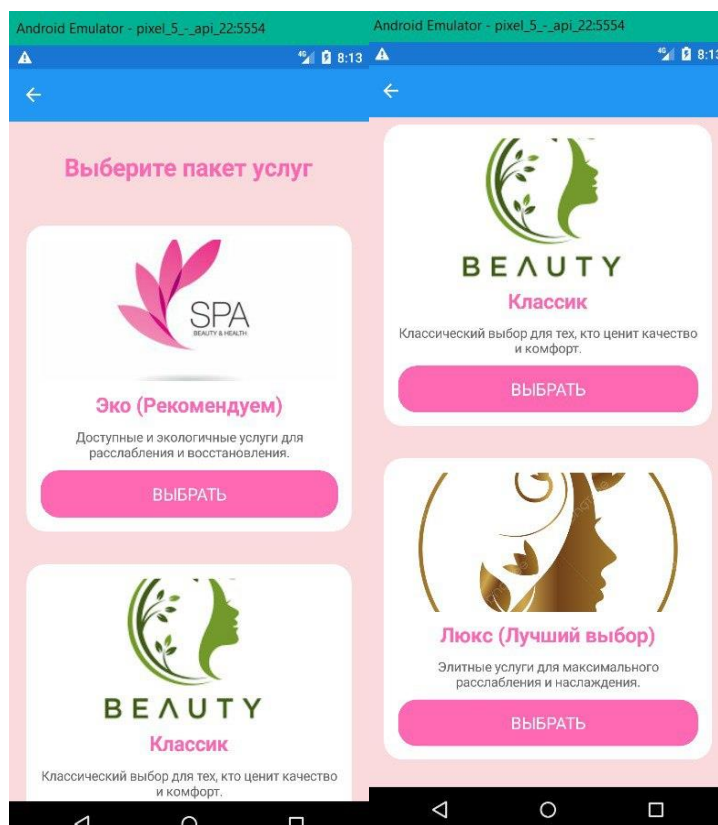 Android Emulator - pixel_5_-_api_22:5554
4G 8:13
Выберите пакет услуг
SPA
BEAUTY & HEALTH
Эко (Рекомендуем)
Доступные и экологичные услуги для
расслабления и восстановления.
ВЫБРАТЬ
BEAUTY
Классик
Классический выбор для тех, кто ценит качество
и комфорт.
Android Emulator - pixel_5_-_api_22:5554
4G 8:13
BEAUTY
Классик
Классический выбор для тех, кто ценит качество
и комфорт.
ВЫБРАТЬ
Люкс (Лучший выбор)
Элитные услуги для максимального
расслабления и наслаждения.
ВЫБРАТЬ